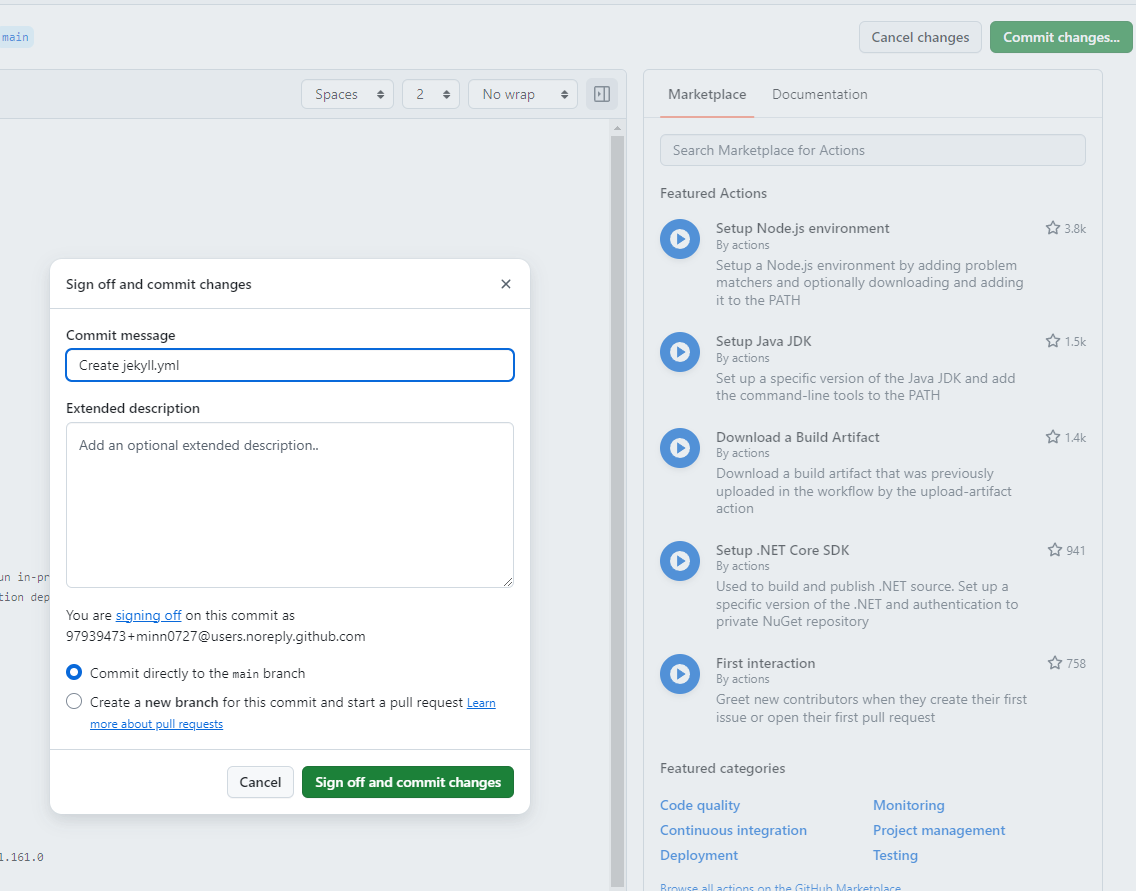 main
Cancel changes
Commit changes...
Spaces
2
No wrap
Marketplace
Documentation
Search Marketplace for Actions
Featured Actions
Setup Node.js environment
3.8k
By actions
Setup a Node.js environment by adding problem
matchers and optionally downloading and adding
it to the PATH
Setup Java JDK
1.5k
By actions
Set up a specific version of the Java JDK and add
the command-line tools to the PATH
Download a Build Artifact
1.4k
By actions
Download a build artifact that was previously
uploaded in the workflow by the upload-artifact
action
Setup .NET Core SDK
941
By actions
Used to build and publish .NET source. Set up a
specific version of the .NET and authentication to
private NuGet repository
First interaction
758
By actions
Greet new contributors when they create their first
issue or open their first pull request
Featured categories
Code quality
Monitoring
Continuous integration
Project management
Deployment
Testing
Browse all actions on the GitHub Marketplace
Sign off and commit changes
Commit message
Create jekyll.yml
Extended description
Add an optional extended description..
You are signing off on this commit as
97939473+minn0727@users.noreply.github.com
Commit directly to the main branch
Create a new branch for this commit and start a pull request Learn
more about pull requests
Cancel
Sign off and commit changes
un in-pr
tion dep
1.161.0